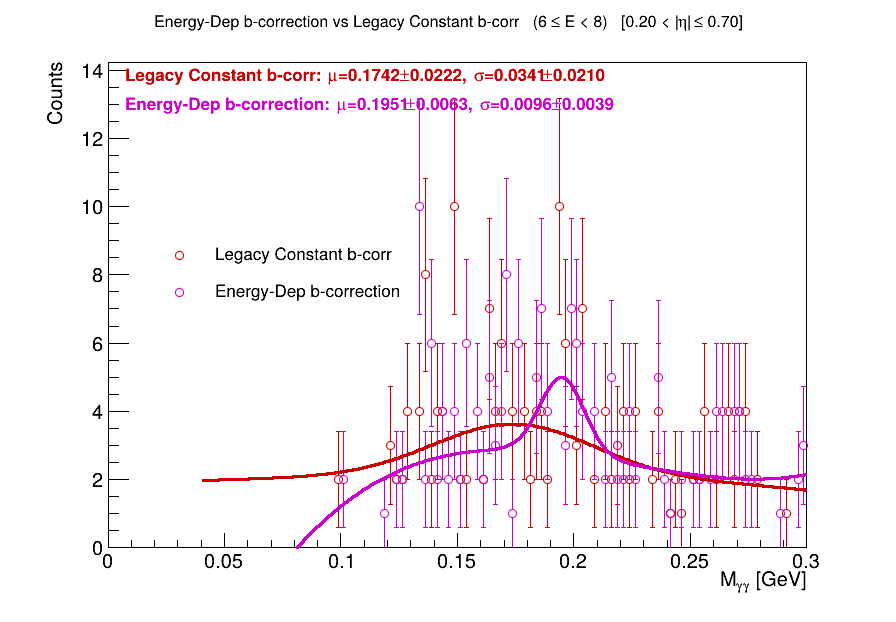 Energy-Dep b-correction vs Legacy Constant b-corr (6 ≤ E < 8) [0.20 < |η| ≤ 0.70]
Counts
14
12
10
8
6
4
2
0
Legacy Constant b-corr: μ=0.1742±0.0222, σ=0.0341±0.0210
Energy-Dep b-correction: μ=0.1951±0.0063, σ=0.0096±0.0039
Legacy Constant b-corr
Energy-Dep b-correction
0 0.05 0.1 0.15 0.2 0.25 0.3
M_γγ [GeV]